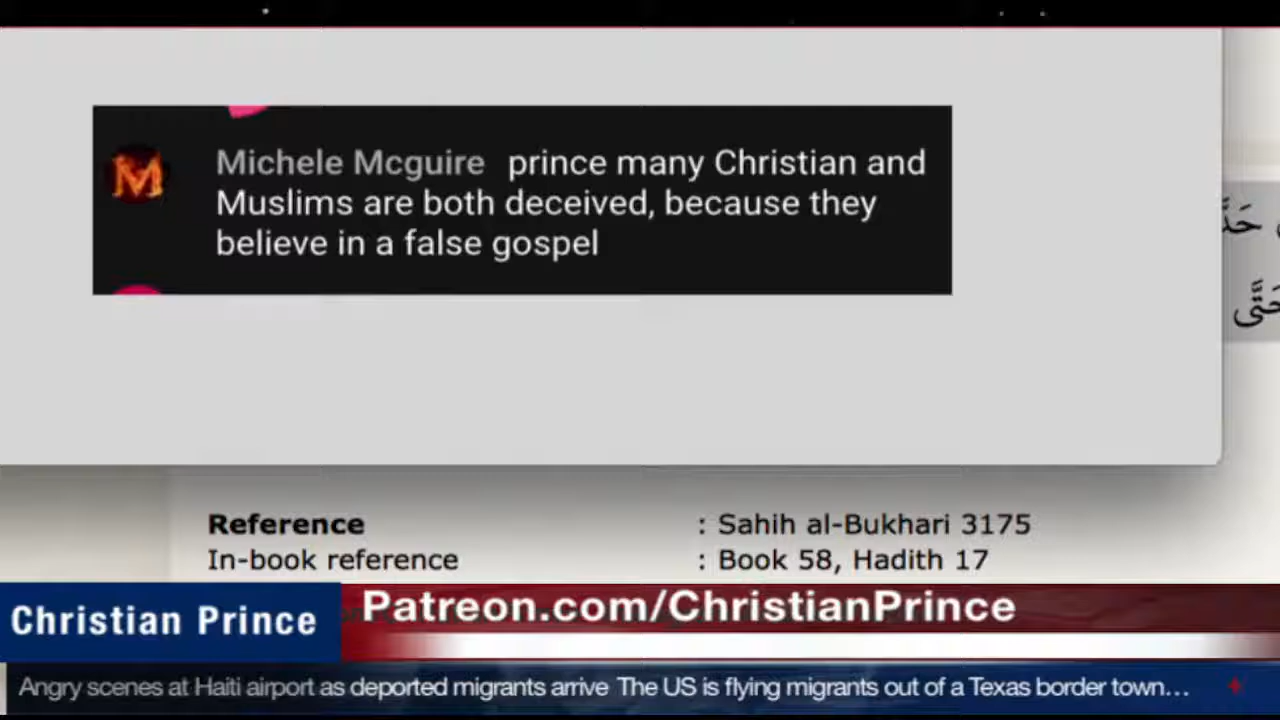 Michele Mcguire prince many Christian and
Muslims are both deceived, because they
believe in a false gospel
Reference : Sahih al-Bukhari 3175
In-book reference : Book 58, Hadith 17
Christian Prince
Patreon.com/ChristianPrince
Angry scenes at Haiti airport as deported migrants arrive The US is flying migrants out of a Texas border town...